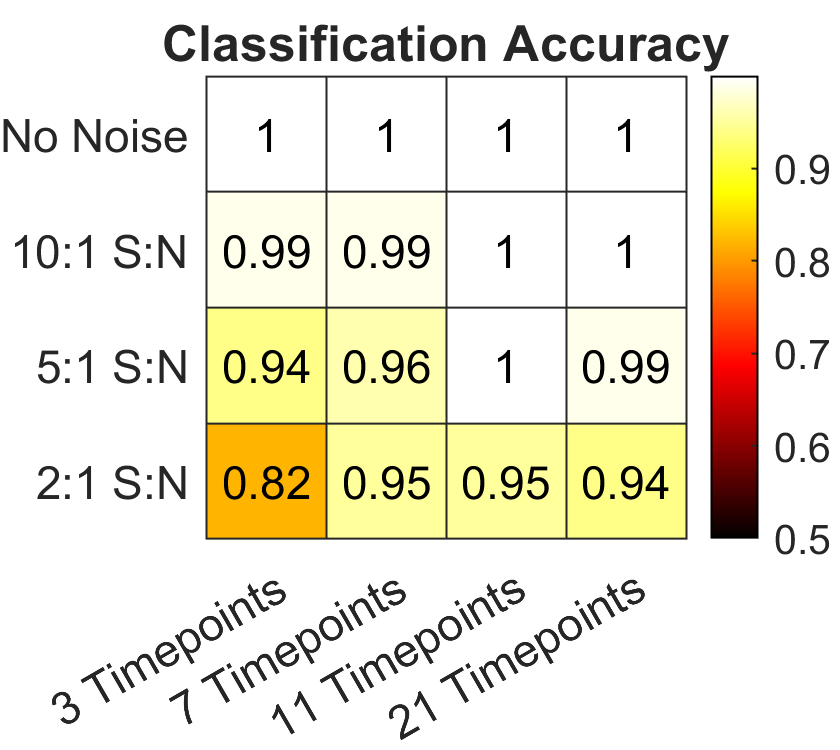 Classification Accuracy
No Noise 1 1 1 1
10:1 S:N 0.99 0.99 1 1
5:1 S:N 0.94 0.96 1 0.99
2:1 S:N 0.82 0.95 0.95 0.94
3 Timepoints
7 Timepoints
11 Timepoints
21 Timepoints
0.9
0.8
0.7
0.6
0.5